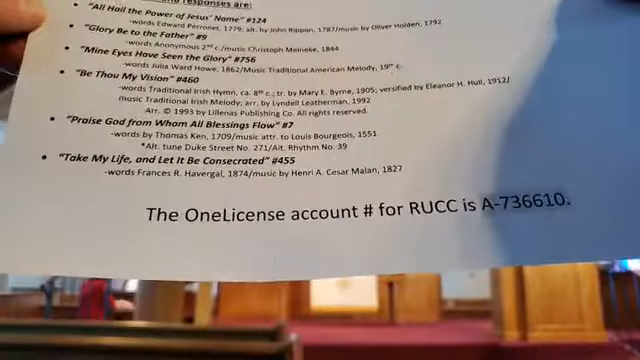 and responses are:
• "All Hail the Power of Jesus' Name" #124
-words Edward Perronet, 1779; alt. by John Rippon, 1787/music by Oliver Holden, 1792
• "Glory Be to the Father" #9
-words Anonymous 2nd c./music Christoph Meineke, 1844
• "Mine Eyes Have Seen the Glory" #756
-words Julia Ward Howe, 1862/Music Traditional American Melody, 19th c.
• "Be Thou My Vision" #460
-words Traditional Irish Hymn, ca. 8th c.; tr. by Mary E. Byrne, 1905; versified by Eleanor H. Hull, 1912/
music Traditional Irish Melody; arr. by Lyndell Leatherman, 1992
Arr. © 1993 by Lillenas Publishing Co. All rights reserved.
• "Praise God from Whom All Blessings Flow" #7
-words by Thomas Ken, 1709/music attr. to Louis Bourgeois, 1551
*Alt. tune Duke Street No. 271/Alt. Rhythm No. 39
• "Take My Life, and Let It Be Consecrated" #455
-words Frances R. Havergal, 1874/music by Henri A. Cesar Malan, 1827
The OneLicense account # for RUCC is A-736610.